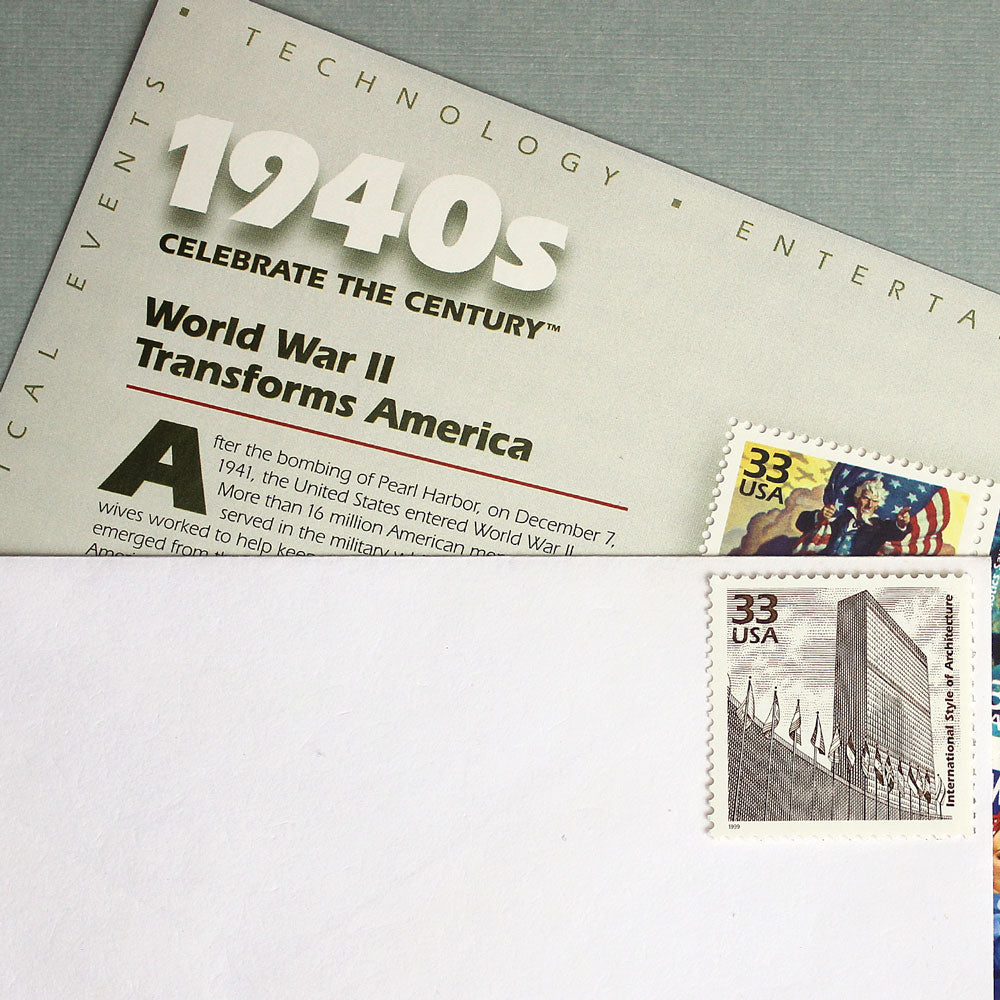 TECHNOLOGY ▪ ENTERTA
ICAL EVENTS ▪
1940s
CELEBRATE THE CENTURY™
World War II
Transforms America
After the bombing of Pearl Harbor, on December 7,
1941, the United States entered World War II.
More than 16 million American
served in the military
wives worked to help keep
emerged from
33
USA
33
USA
International Style of Architecture
1999